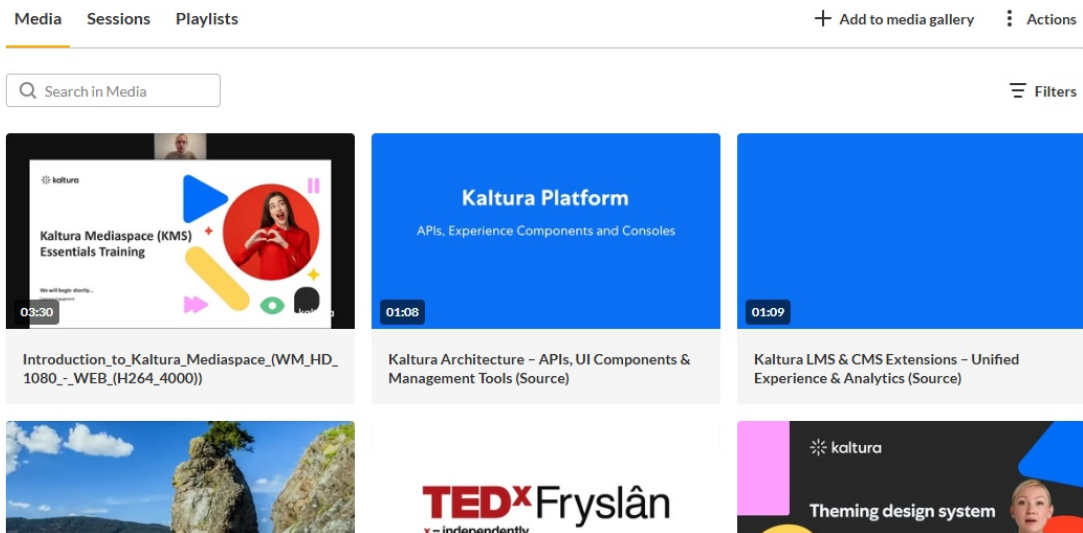 Media Sessions Playlists
Add to media gallery
Actions
Search in Media
Filters
kaltura
Kaltura Mediaspace (KMS)
Essentials Training
We will begin shortly...
03:30
Kaltura Platform
APIs, Experience Components and Consoles
01:08
01:09
Introduction_to_Kaltura_Mediaspace_(WM_HD_
1080_-_WEB_(H264_4000))
Kaltura Architecture – APIs, UI Components &
Management Tools (Source)
Kaltura LMS & CMS Extensions – Unified
Experience & Analytics (Source)
TEDxFryslân
x = independently
kaltura
Theming design system